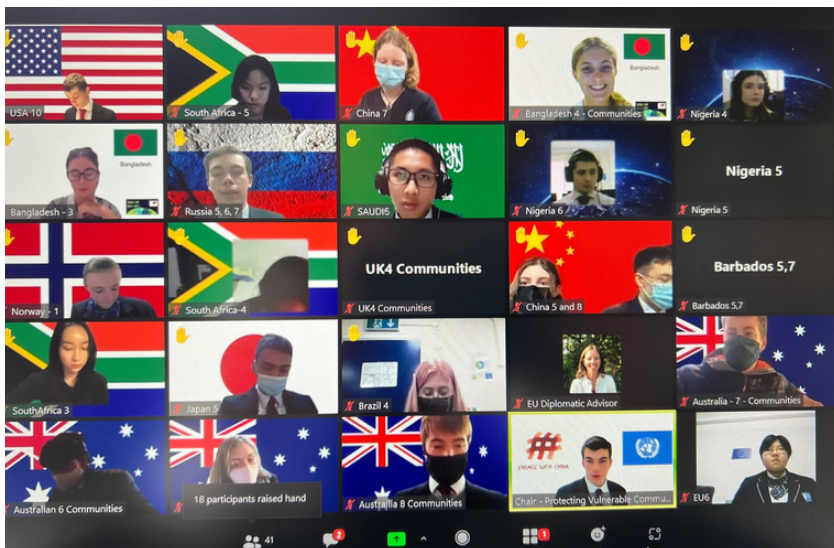 USA 10
South Africa - 5
China 7
Bangladesh
Bangladesh 4 - Communities
Nigeria 4
Bangladesh
Bangladesh - 3
Russia 5, 6, 7
SAUDI6
Nigeria 6
Nigeria 5
Nigeria 5
Norway - 1
South Africa-4
UK4 Communities
UK4 Communities
China 5 and 8
Barbados 5,7
Barbados 5,7
SouthAfrica 3
Japan 5
Brazil 4
EU Diplomatic Advisor
Australia - 7 - Communities
Australian 6 Communities
18 participants raised hand
Austrailia 8 Communities
ENGAGE WITH CHINA
Chair - Protecting Vulnerable Commu...
EU6
41
2
1